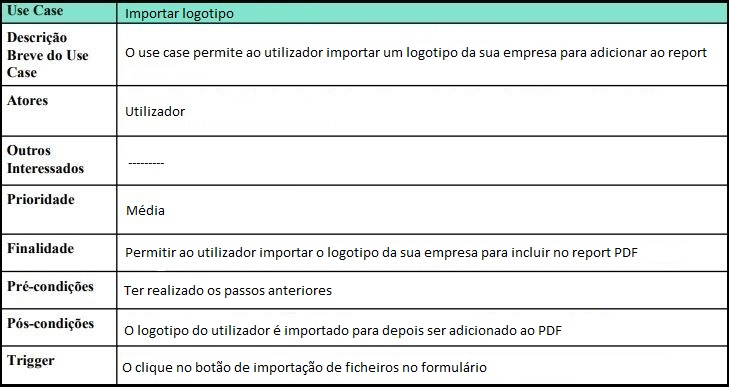 Use Case Importar logotipo
Descrição
Breve do Use
Case
O use case permite ao utilizador importar um logotipo da sua empresa para adicionar ao report
Atores
Utilizador
Outros
Interessados
---------
Prioridade
Média
Finalidade Permitir ao utilizador importar o logotipo da sua empresa para incluir no report PDF
Pré-condições Ter realizado os passos anteriores
Pós-condições O logotipo do utilizador é importado para depois ser adicionado ao PDF
Trigger O clique no botão de importação de ficheiros no formulário